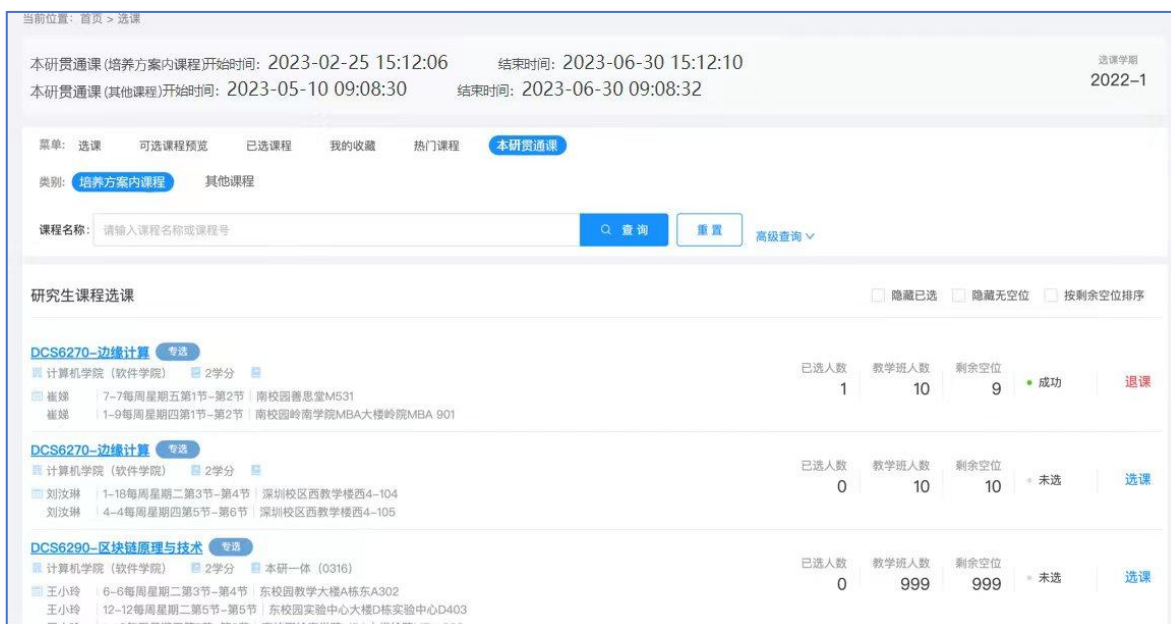 当前位置: 首页 > 选课
本研贯通课(培养方案内课程)开始时间: 2023-02-25 15:12:06 结束时间: 2023-06-30 15:12:10
选课学期
本研贯通课(其他课程)开始时间: 2023-05-10 09:08:30 结束时间: 2023-06-30 09:08:32
2022-1
菜单: 选课 可选课程预览 已选课程 我的收藏 热门课程 本研贯通课
类别: 培养方案内课程 其他课程
课程名称: 请输入课程名称或课程号 查询 重置 高级查询
研究生课程选课 隐藏已选 隐藏无空位 按剩余空位排序
DCS6270-边缘计算 专选
计算机学院(软件学院) 2学分
已选人数 教学班人数 剩余空位
1 10 9 成功 退课
崔娣 7-7每周星期五第1节-第2节 南校园善思堂M531
崔娣 1-9每周星期四第1节-第2节 南校园岭南学院MBA大楼岭院MBA 901
DCS6270-边缘计算 专选
计算机学院(软件学院) 2学分
已选人数 教学班人数 剩余空位
0 10 10 未选 选课
刘汝琳 1-18每周星期二第3节-第4节 深圳校区西教学楼西4-104
刘汝琳 4-4每周星期四第5节-第6节 深圳校区西教学楼西4-105
DCS6290-区块链原理与技术 专选
计算机学院(软件学院) 2学分 本研一体 (0316)
已选人数 教学班人数 剩余空位
0 999 999 未选 选课
王小玲 6-6每周星期二第3节-第4节 东校园教学大楼A栋东A302
王小玲 12-12每周星期二第5节-第5节 东校园实验中心大楼D栋实验中心D403